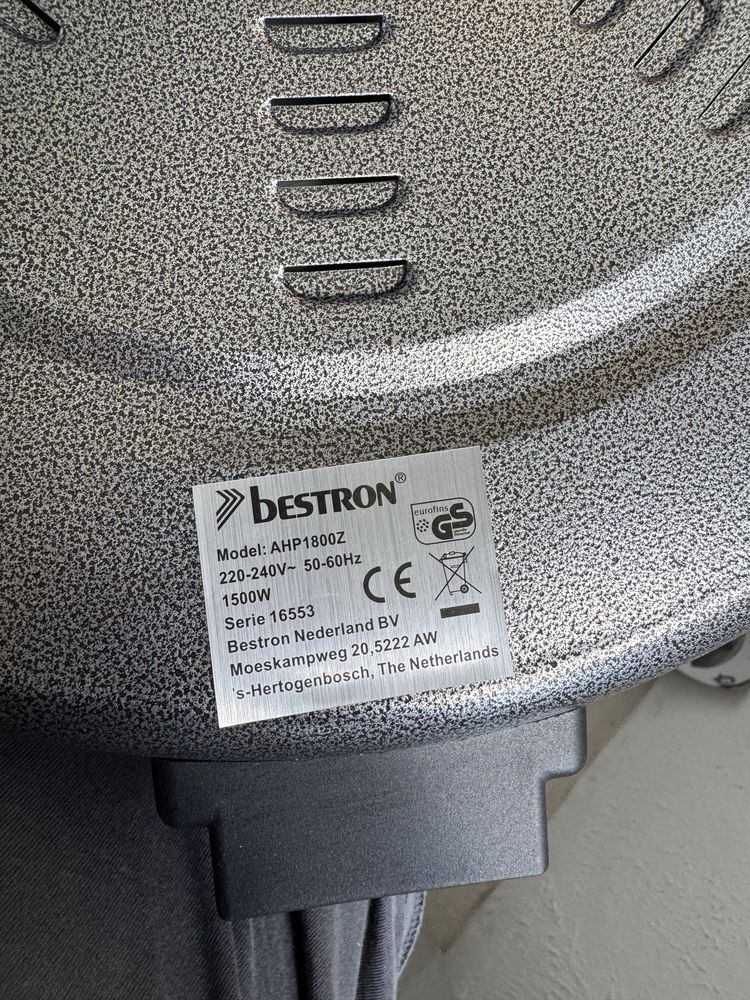 BESTRON®
eurofins
GS
Model: AHP1800Z
220-240V~ 50-60Hz
1500W
CE
Serie 16553
Bestron Nederland BV
Moeskampweg 20,5222 AW
's-Hertogenbosch, The Netherlands